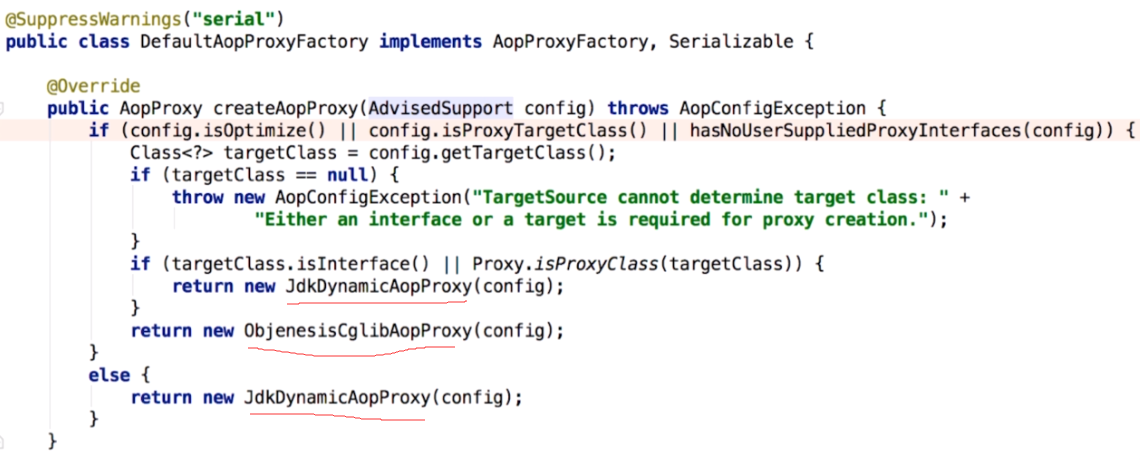 @SuppressWarnings("serial")
public class DefaultAopProxyFactory implements AopProxyFactory, Serializable {
@Override
public AopProxy createAopProxy(AdvisedSupport config) throws AopConfigException {
if (config.isOptimize() || config.isProxyTargetClass() || hasNoUserSuppliedProxyInterfaces(config)) {
Class<?> targetClass = config.getTargetClass();
if (targetClass == null) {
throw new AopConfigException("TargetSource cannot determine target class: " +
"Either an interface or a target is required for proxy creation.");
}
if (targetClass.isInterface() || Proxy.isProxyClass(targetClass)) {
return new JdkDynamicAopProxy(config);
}
return new ObjenesisCglibAopProxy(config);
}
else {
return new JdkDynamicAopProxy(config);
}
}